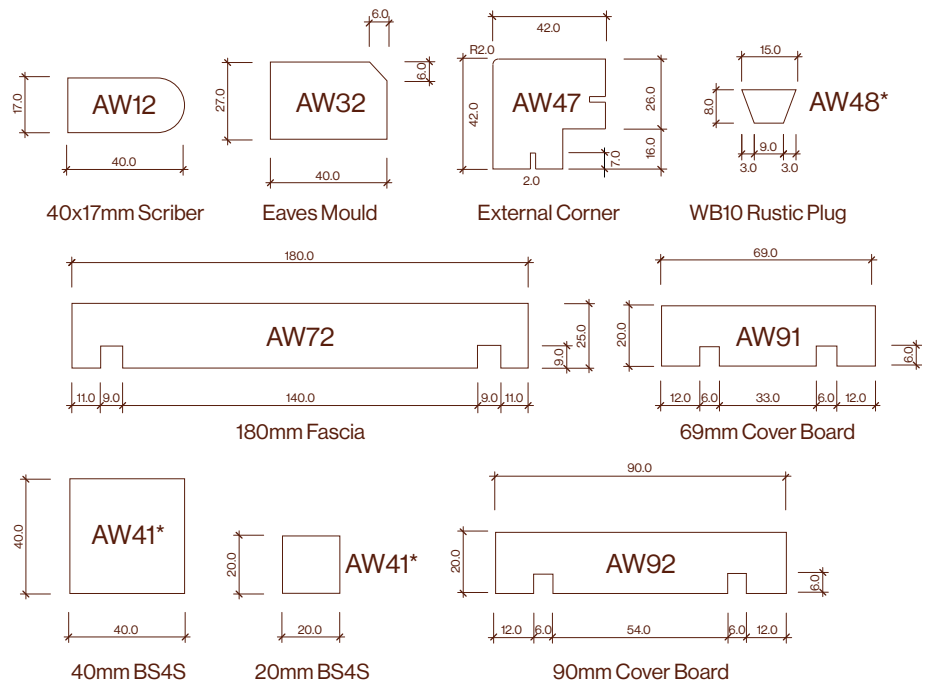 6.0
42.0
R2.0
15.0
17.0
AW12
40.0
40x17mm Scriber
27.0
AW32
6.0
40.0
Eaves Mould
42.0
AW47
26.0
16.0
7.0
2.0
External Corner
8.0
AW48*
9.0
3.0 3.0
WB10 Rustic Plug
180.0
AW72
25.0
9.0
11.0 9.0 140.0 9.0 11.0
180mm Fascia
69.0
20.0
AW91
6.0
12.0 6.0 33.0 6.0 12.0
69mm Cover Board
40.0
AW41*
40.0
40mm BS4S
20.0
AW41*
20.0
20mm BS4S
90.0
20.0
AW92
6.0
12.0 6.0 54.0 6.0 12.0
90mm Cover Board